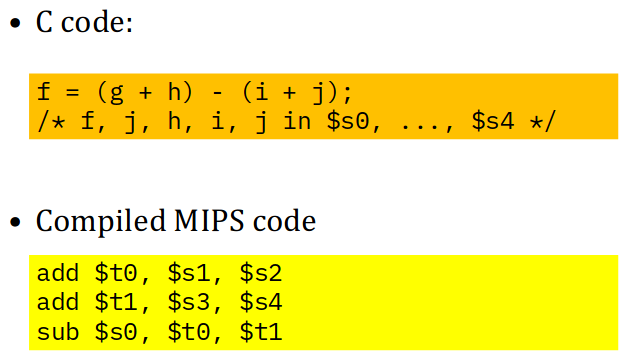 • C code:
f = (g + h) - (i + j);
/* f, j, h, i, j in $s0, ..., $s4 */
• Compiled MIPS code
add $t0, $s1, $s2
add $t1, $s3, $s4
sub $s0, $t0, $t1